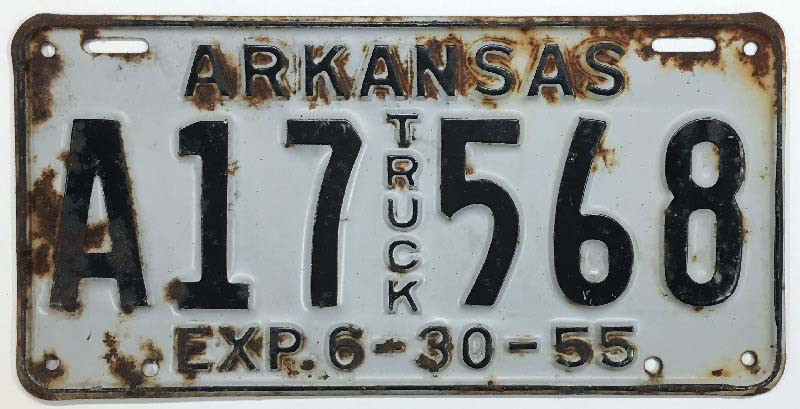 ARKANSAS
A17 TRUCK 568
EXP. 6-30-55